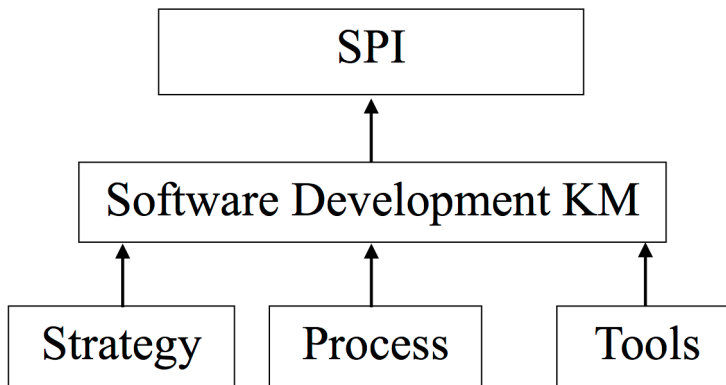 SPI
Software Development KM
Strategy
Process
Tools